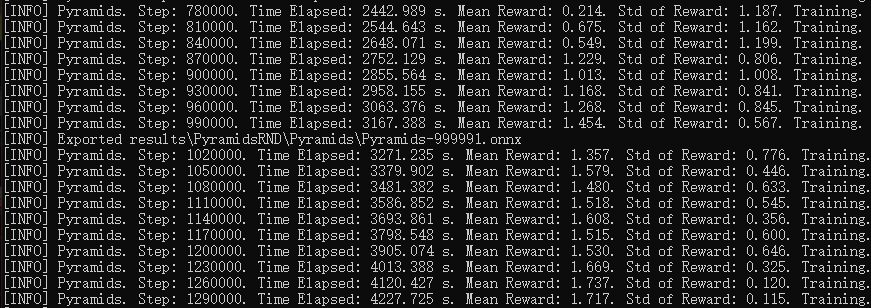 [INFO] Pyramids. Step: 780000. Time Elapsed: 2442.989 s. Mean Reward: 0.214. Std of Reward: 1.187. Training.
[INFO] Pyramids. Step: 810000. Time Elapsed: 2544.643 s. Mean Reward: 0.675. Std of Reward: 1.162. Training.
[INFO] Pyramids. Step: 840000. Time Elapsed: 2648.071 s. Mean Reward: 0.549. Std of Reward: 1.199. Training.
[INFO] Pyramids. Step: 870000. Time Elapsed: 2752.129 s. Mean Reward: 1.229. Std of Reward: 0.806. Training.
[INFO] Pyramids. Step: 900000. Time Elapsed: 2855.564 s. Mean Reward: 1.013. Std of Reward: 1.008. Training.
[INFO] Pyramids. Step: 930000. Time Elapsed: 2958.155 s. Mean Reward: 1.168. Std of Reward: 0.841. Training.
[INFO] Pyramids. Step: 960000. Time Elapsed: 3063.376 s. Mean Reward: 1.268. Std of Reward: 0.845. Training.
[INFO] Pyramids. Step: 990000. Time Elapsed: 3167.388 s. Mean Reward: 1.454. Std of Reward: 0.567. Training.
[INFO] Exported results\PyramidsRND\Pyramids\Pyramids-999991.onnx
[INFO] Pyramids. Step: 1020000. Time Elapsed: 3271.235 s. Mean Reward: 1.357. Std of Reward: 0.776. Training.
[INFO] Pyramids. Step: 1050000. Time Elapsed: 3379.902 s. Mean Reward: 1.579. Std of Reward: 0.446. Training.
[INFO] Pyramids. Step: 1080000. Time Elapsed: 3481.382 s. Mean Reward: 1.480. Std of Reward: 0.633. Training.
[INFO] Pyramids. Step: 1110000. Time Elapsed: 3586.852 s. Mean Reward: 1.518. Std of Reward: 0.545. Training.
[INFO] Pyramids. Step: 1140000. Time Elapsed: 3693.861 s. Mean Reward: 1.608. Std of Reward: 0.356. Training.
[INFO] Pyramids. Step: 1170000. Time Elapsed: 3798.548 s. Mean Reward: 1.515. Std of Reward: 0.600. Training.
[INFO] Pyramids. Step: 1200000. Time Elapsed: 3905.074 s. Mean Reward: 1.530. Std of Reward: 0.646. Training.
[INFO] Pyramids. Step: 1230000. Time Elapsed: 4013.388 s. Mean Reward: 1.669. Std of Reward: 0.325. Training.
[INFO] Pyramids. Step: 1260000. Time Elapsed: 4120.427 s. Mean Reward: 1.737. Std of Reward: 0.120. Training.
[INFO] Pyramids. Step: 1290000. Time Elapsed: 4227.725 s. Mean Reward: 1.717. Std of Reward: 0.115. Training.